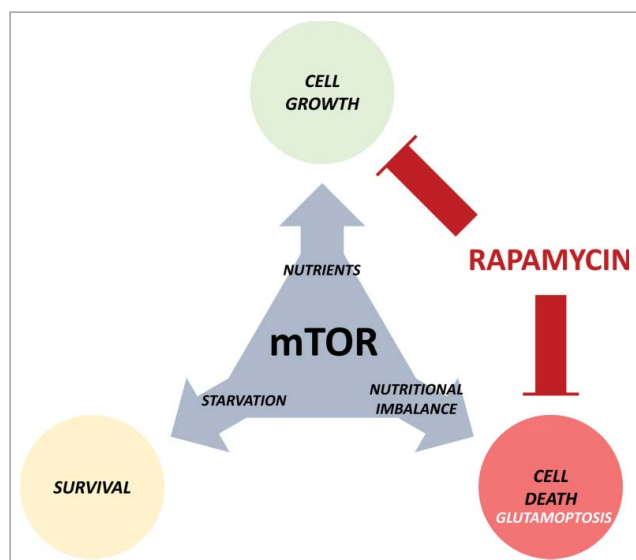 CELL
GROWTH
NUTRIENTS
RAPAMYCIN
mTOR
STARVATION
NUTRITIONAL
IMBALANCE
SURVIVAL
CELL
DEATH
GLUTAMOPTOSIS